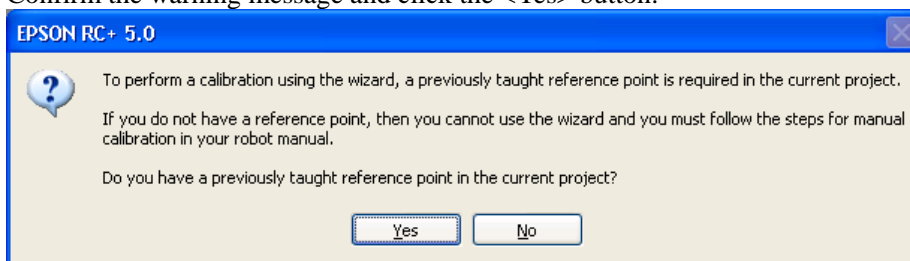 Confirm the warning message and click the <Yes> button.
EPSON RC+ 5.0
To perform a calibration using the wizard, a previously taught reference point is required in the current project.
If you do not have a reference point, then you cannot use the wizard and you must follow the steps for manual
calibration in your robot manual.
Do you have a previously taught reference point in the current project?
Yes No